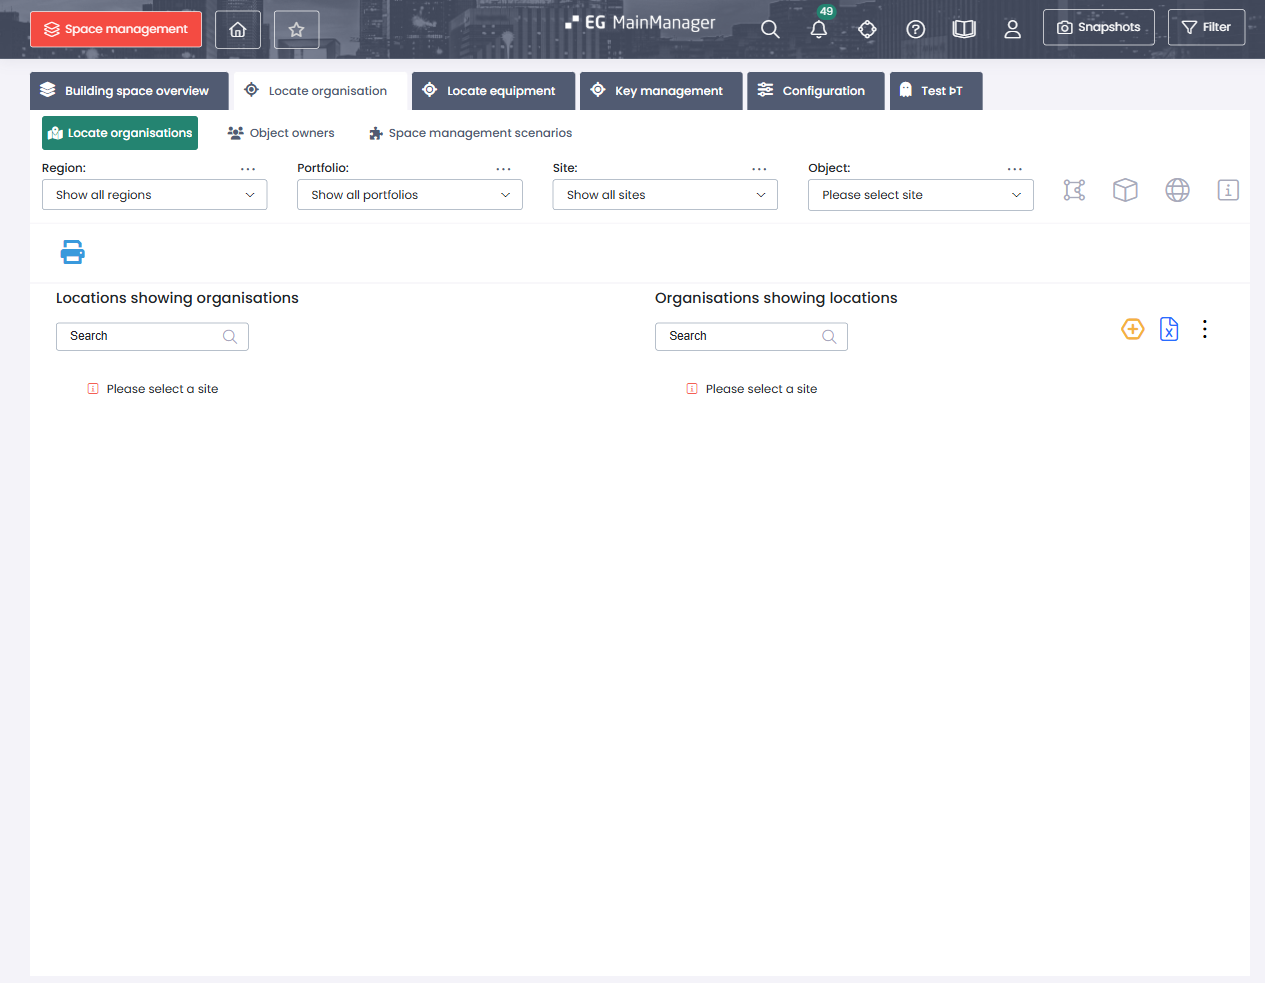 Space management
EG MainManager
49
Snapshots
Filter
Building space overview
Locate organisation
Locate equipment
Key management
Configuration
Test ÞT
Locate organisations
Object owners
Space management scenarios
Region:
Portfolio:
Site:
Object:
Show all regions
Show all portfolios
Show all sites
Please select site
Locations showing organisations
Organisations showing locations
Search
Search
Please select a site
Please select a site